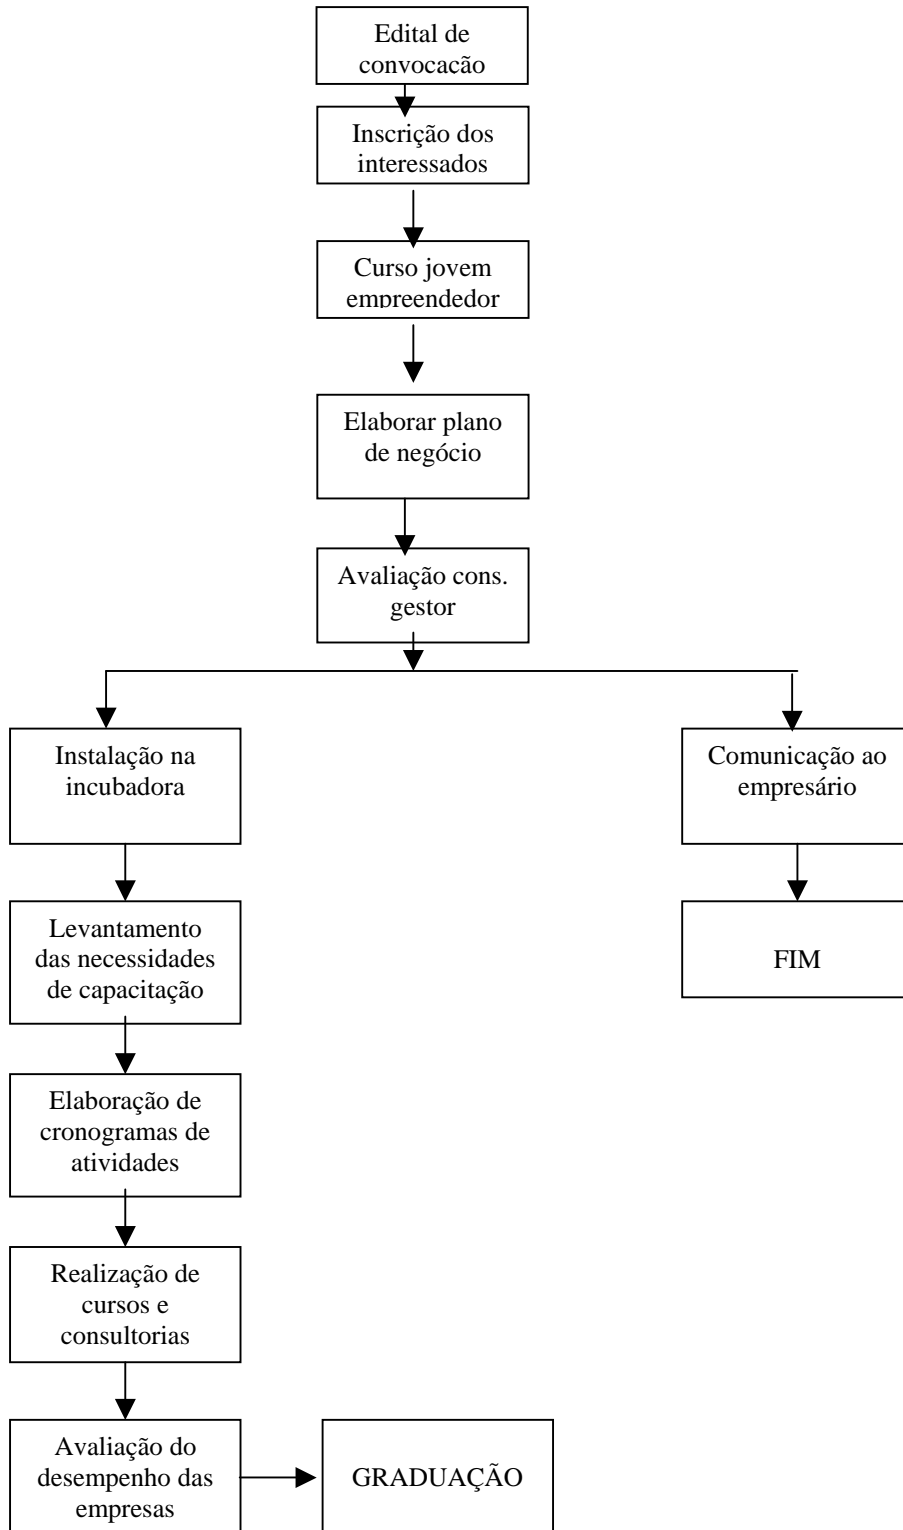 Edital de
convocacão
Inscrição dos
interessados
Curso jovem
empreendedor
Elaborar plano
de negócio
Avaliação cons.
gestor
Instalação na
incubadora
Comunicação ao
empresário
Levantamento
das necessidades
de capacitação
FIM
Elaboração de
cronogramas de
atividades
Realização de
cursos e
consultorias
Avaliação do
desempenho das
empresas
GRADUAÇÃO